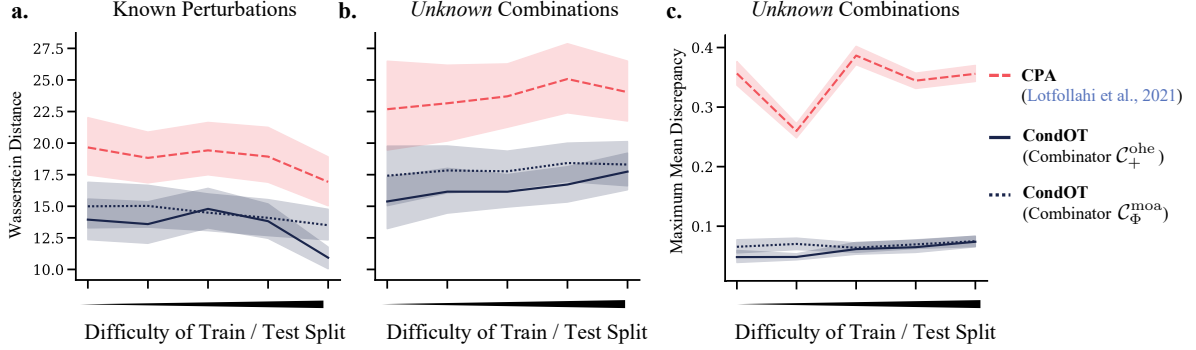 a.
Known Perturbations
Wasserstein Distance
27.5
25.0
22.5
20.0
17.5
15.0
12.5
10.0
Difficulty of Train / Test Split
b.
Unknown Combinations
Difficulty of Train / Test Split
c.
Unknown Combinations
Maximum Mean Discrepancy
0.4
0.3
0.2
0.1
Difficulty of Train / Test Split
CPA
(Lotfollahi et al., 2021)
CondOT
(Combinator 𝒞₊ᵒʰᵉ)
CondOT
(Combinator 𝒞_Φᵐᵒᵃ)